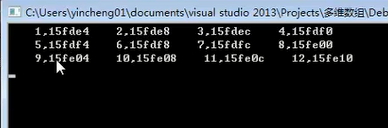 C:\Users\yincheng01\documents\visual studio 2013\Projects\多维数组\Deb
1,15fde4 2,15fde8 3,15fdec 4,15fdf0
5,15fdf4 6,15fdf8 7,15fdfc 8,15fe00
9,15fe04 10,15fe08 11,15fe0c 12,15fe10